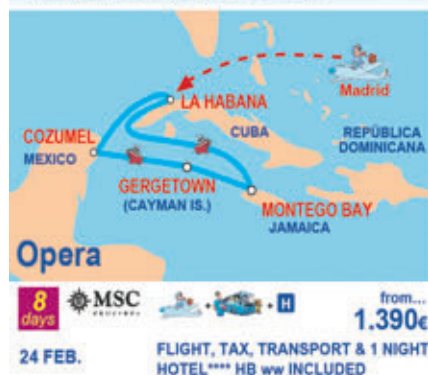 Madrid
LA HABANA
COZUMEL
MEXICO
CUBA
REPÚBLICA
DOMINICANA
GERGETOWN
(CAYMAN IS.)
MONTEGO BAY
JAMAICA
Opera
8
days
MSC
+ + H
from...
1.390€
24 FEB.
FLIGHT, TAX, TRANSPORT & 1 NIGHT
HOTEL**** HB ww INCLUDED